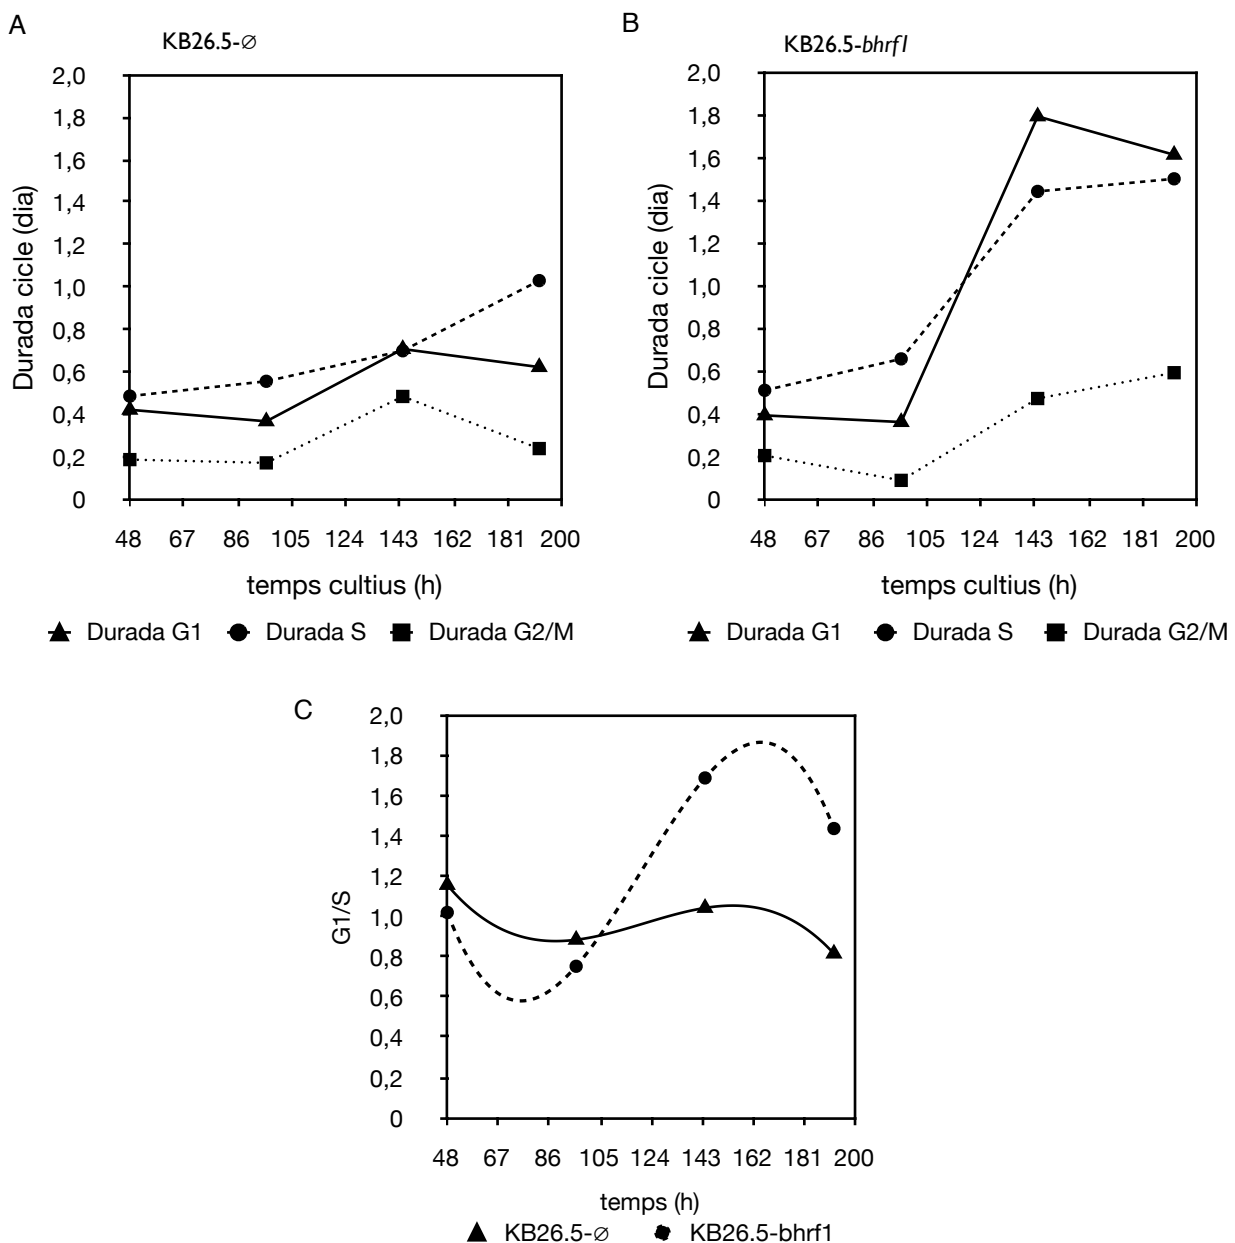 A
KB26.5-∅
2,0
1,8
1,6
1,4
1,2
1,0
0,8
0,6
0,4
0,2
0
Durada cicle (dia)
48 67 86 105 124 143 162 181 200
temps cultius (h)
Durada G1 Durada S Durada G2/M
B
KB26.5-bhrf1
2,0
1,8
1,6
1,4
1,2
1,0
0,8
0,6
0,4
0,2
0
Durada cicle (dia)
48 67 86 105 124 143 162 181 200
temps cultius (h)
Durada G1 Durada S Durada G2/M
C
2,0
1,8
1,6
1,4
1,2
1,0
0,8
0,6
0,4
0,2
0
G1/S
48 67 86 105 124 143 162 181 200
temps (h)
KB26.5-∅ KB26.5-bhrf1